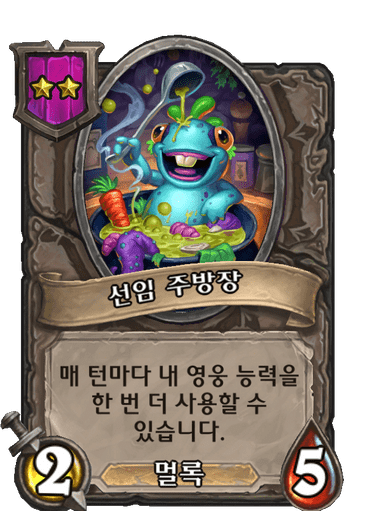 선임 주방장
매 턴마다 내 영웅 능력을
한 번 더 사용할 수
있습니다.
2
멀록
5